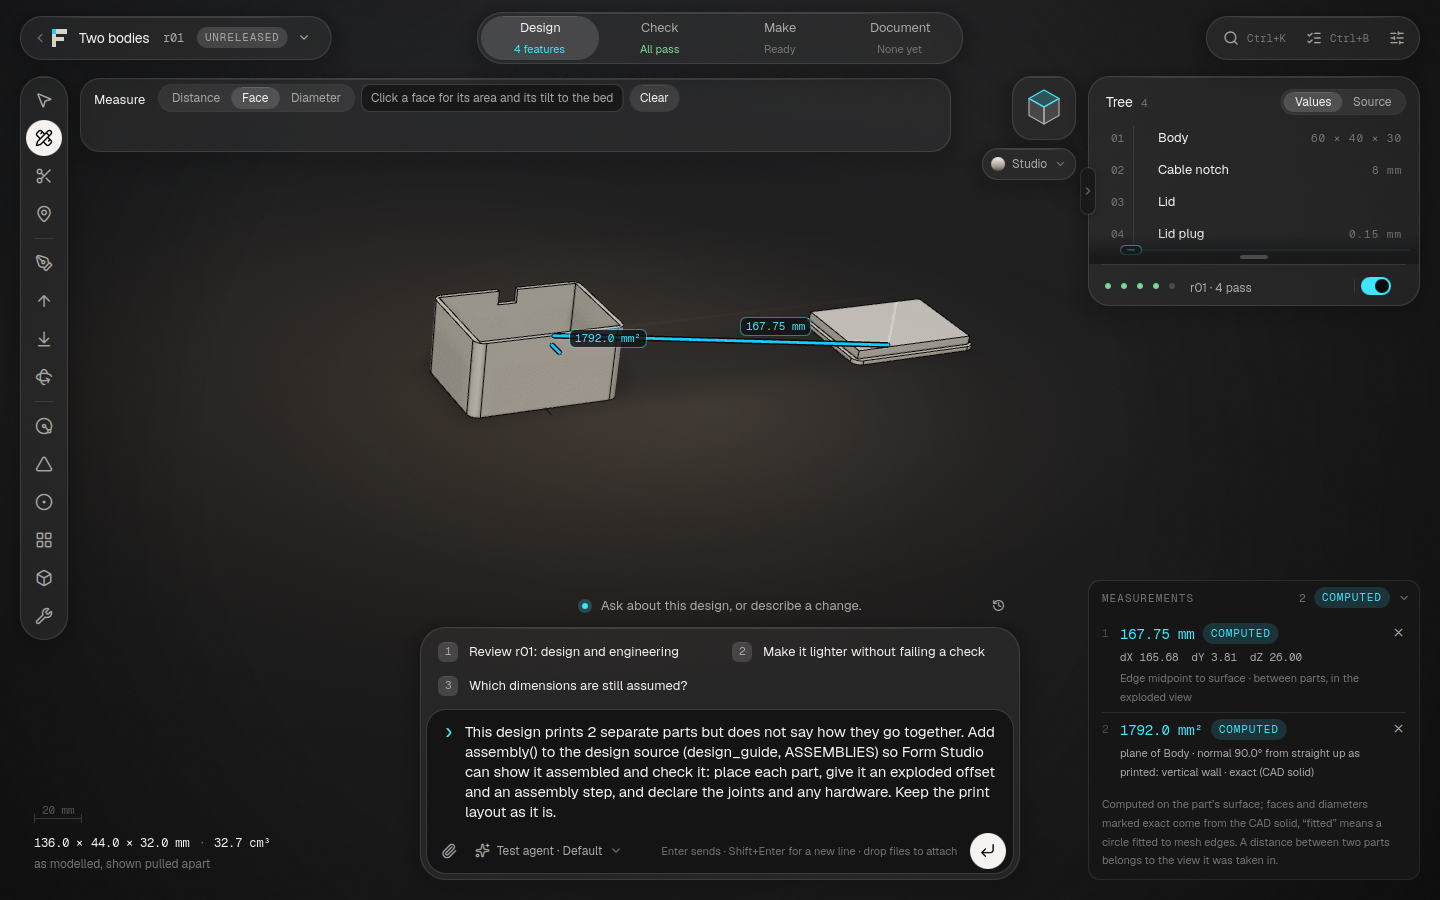 Two bodies r01 UNRELEASED
Design
4 features
Check
All pass
Make
Ready
Document
None yet
Ctrl+K Ctrl+B
Measure Distance Face Diameter Click a face for its area and its tilt to the bed Clear
Studio
Tree 4 Values Source
01 Body 60 × 40 × 30
02 Cable notch 8 mm
03 Lid
04 Lid plug 0.15 mm
r01 · 4 pass
1792.0 mm²
167.75 mm
Ask about this design, or describe a change.
1 Review r01: design and engineering
2 Make it lighter without failing a check
3 Which dimensions are still assumed?
This design prints 2 separate parts but does not say how they go together. Add
assembly() to the design source (design_guide, ASSEMBLIES) so Form Studio
can show it assembled and check it: place each part, give it an exploded offset
and an assembly step, and declare the joints and any hardware. Keep the print
layout as it is.
Test agent · Default
Enter sends · Shift+Enter for a new line · drop files to attach
MEASUREMENTS 2 COMPUTED
1 167.75 mm COMPUTED
dX 165.68 dY 3.81 dZ 26.00
Edge midpoint to surface · between parts, in the
exploded view
2 1792.0 mm² COMPUTED
plane of Body · normal 90.0° from straight up as
printed: vertical wall · exact (CAD solid)
Computed on the part's surface; faces and diameters
marked exact come from the CAD solid, “fitted” means a
circle fitted to mesh edges. A distance between two parts
belongs to the view it was taken in.
20 mm
136.0 × 44.0 × 32.0 mm · 32.7 cm³
as modelled, shown pulled apart